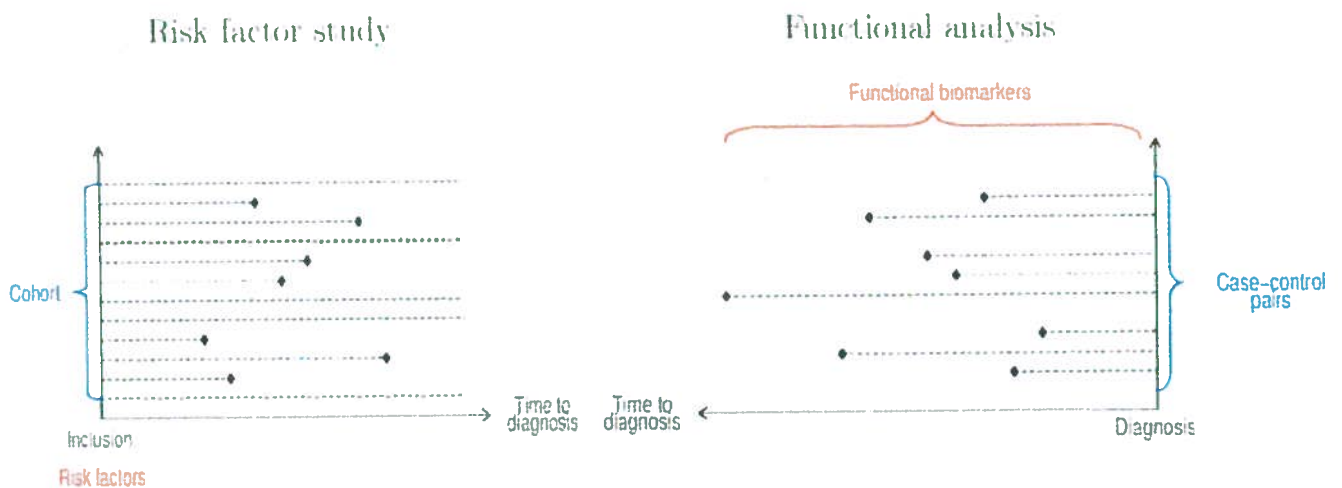 Risk factor study
Functional analysis
Functional biomarkers
Cohort
Case-control
pairs
Time to
diagnosis
Time to
diagnosis
Inclusion
Diagnosis
Risk factors